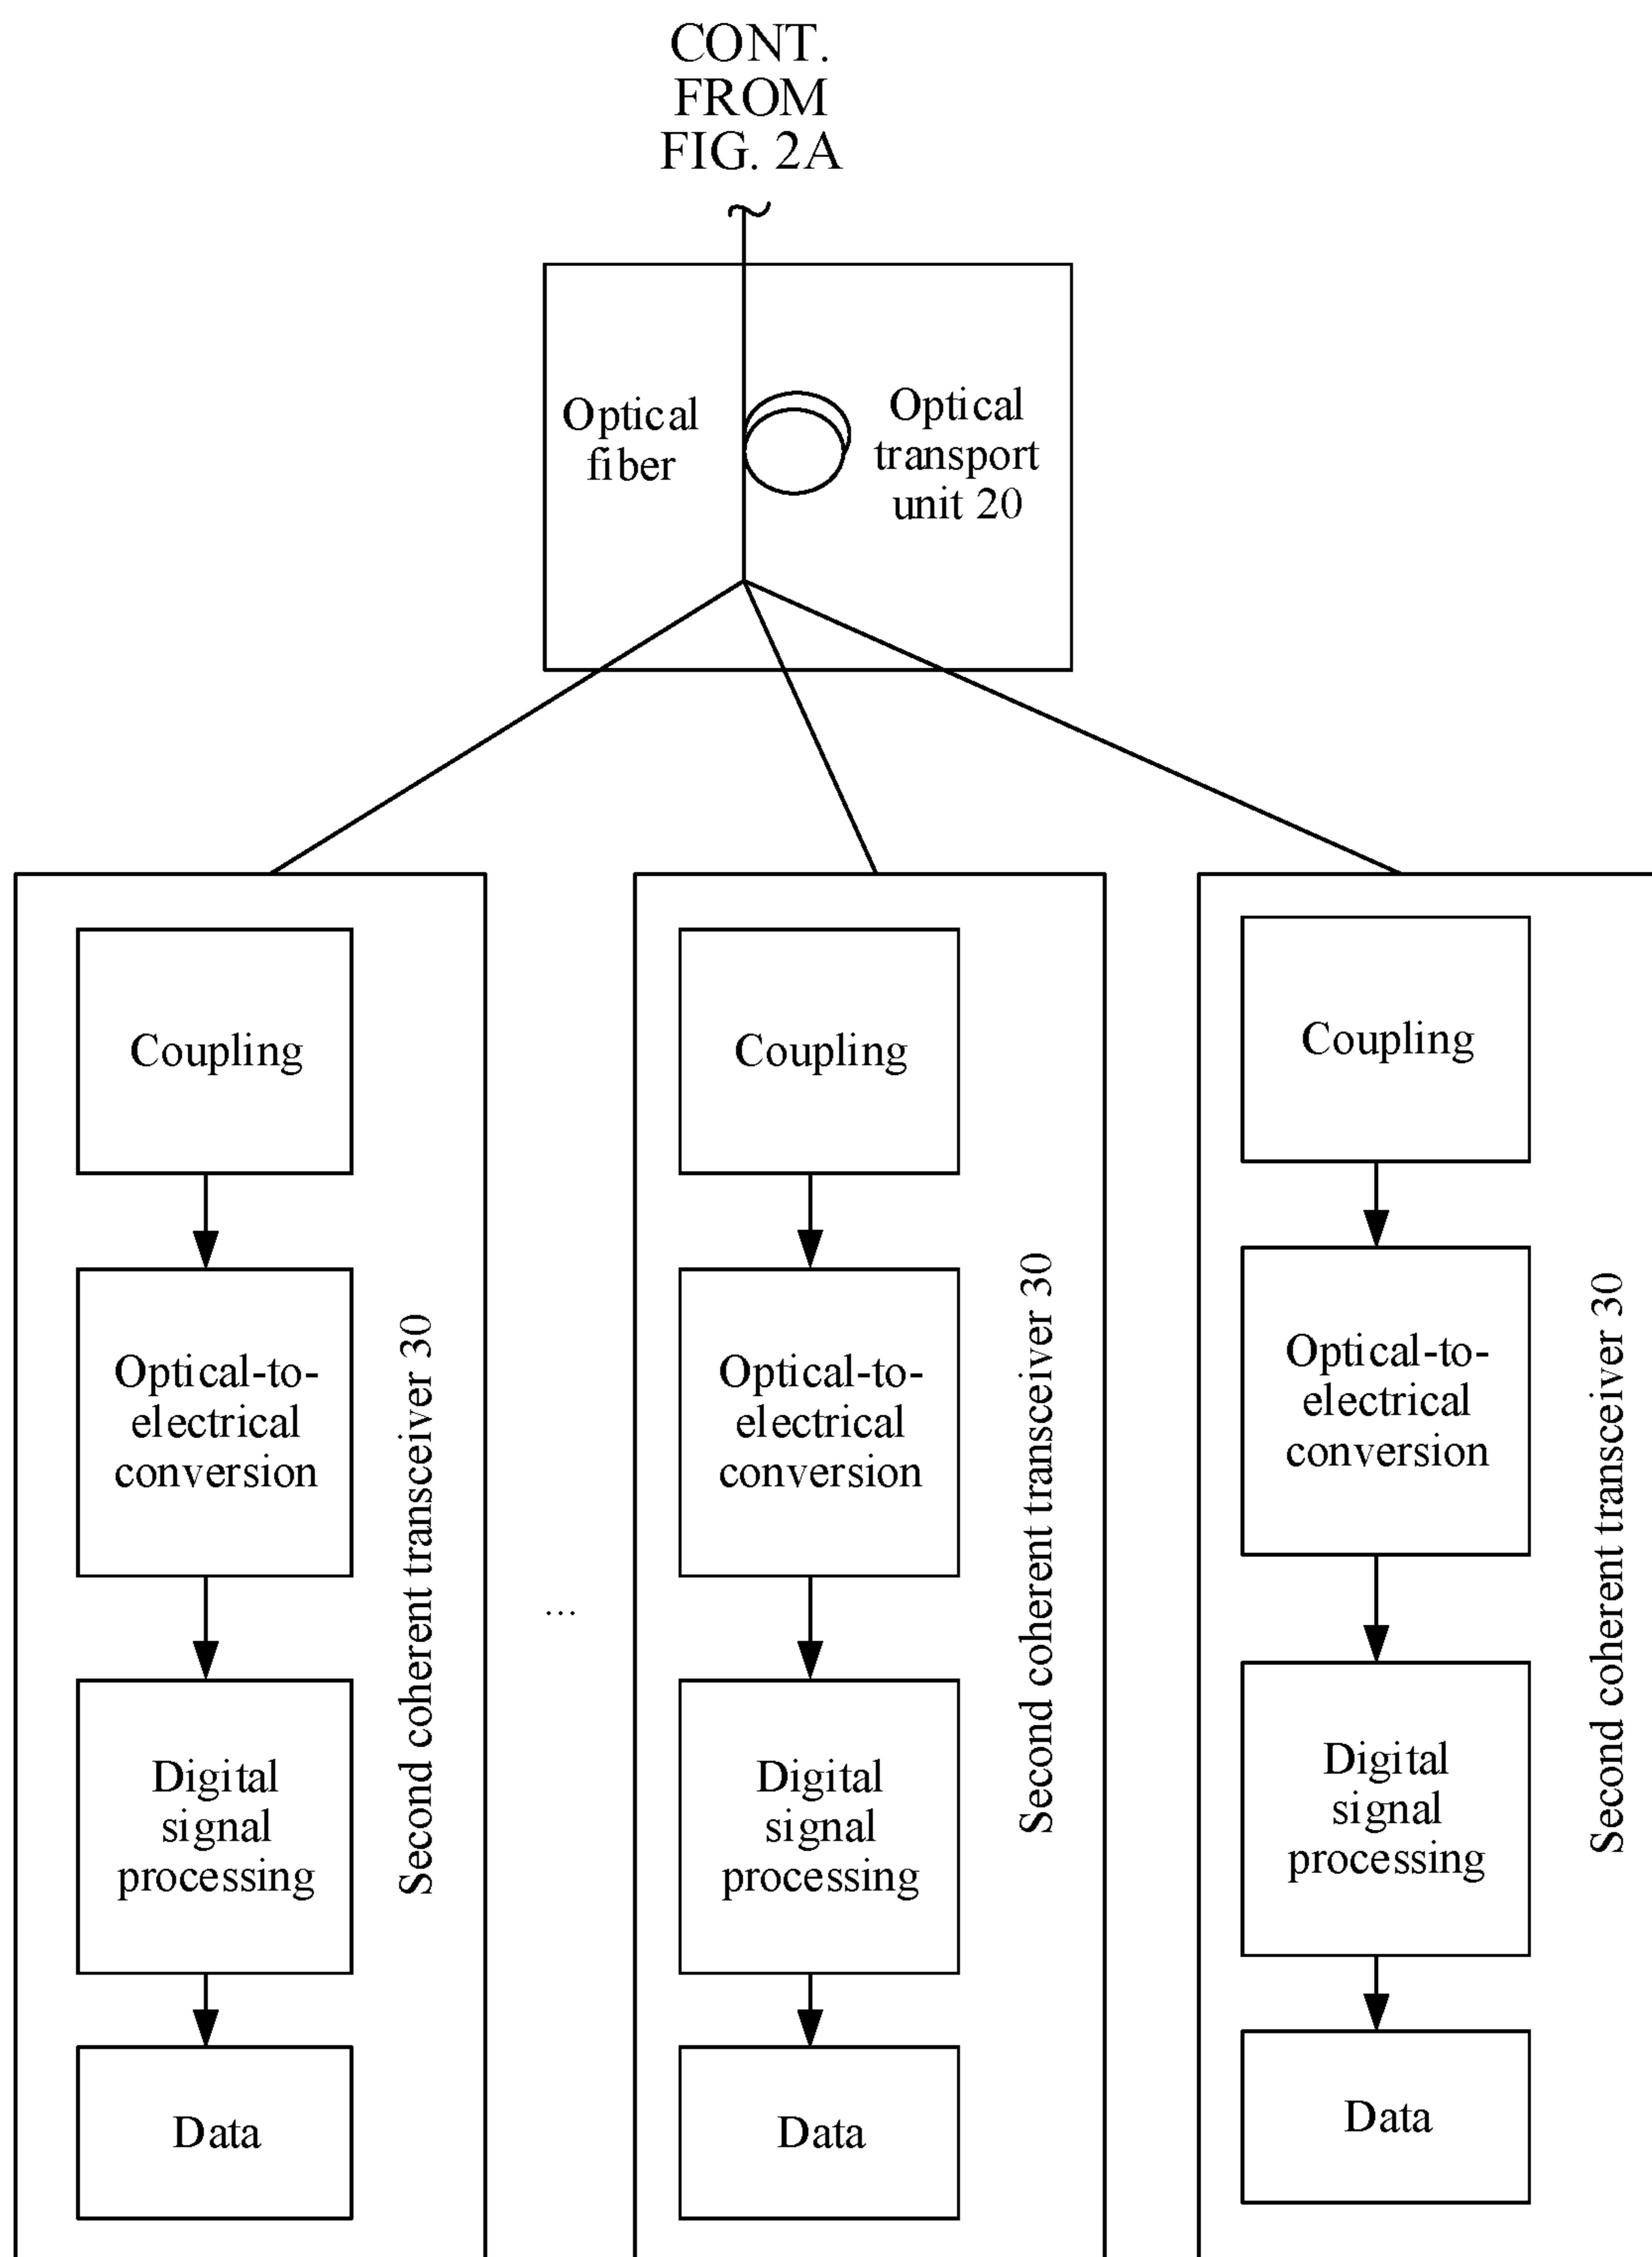 CONT.
FROM
FIG. 2A
Optical
fiber
Optical
transport
unit 20
Coupling
Optical-to-
electrical
conversion
Digital
signal
processing
Data
Second coherent transceiver 30
...
Coupling
Optical-to-
electrical
conversion
Digital
signal
processing
Data
Second coherent transceiver 30
Coupling
Optical-to-
electrical
conversion
Digital
signal
processing
Data
Second coherent transceiver 30